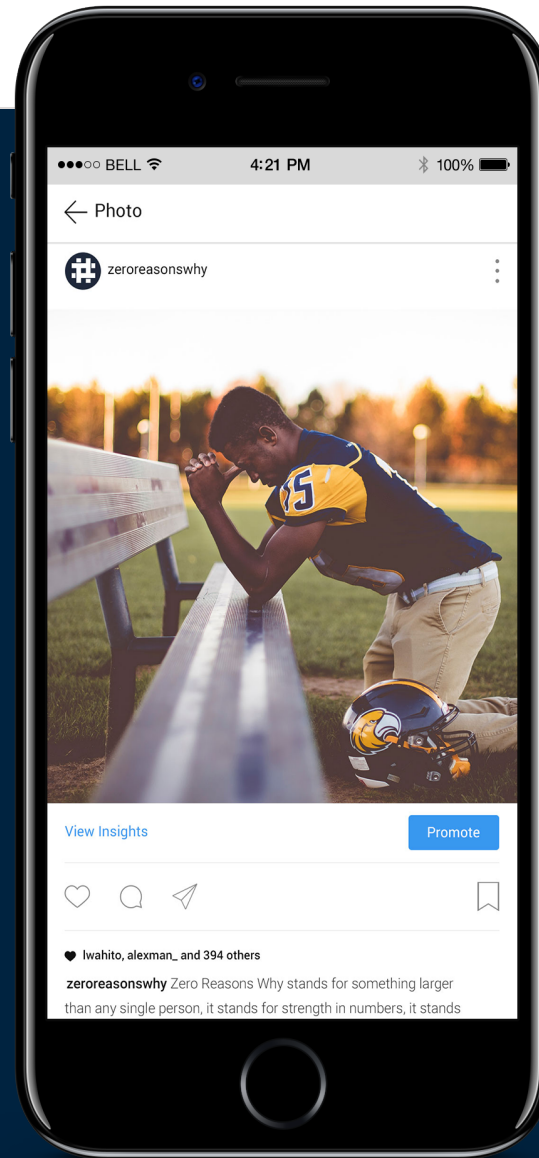 BELL 4:21 PM 100%
Photo
zeroreasonswhy
15
View Insights Promote
lwahito, alexman_ and 394 others
zeroreasonswhy Zero Reasons Why stands for something larger
than any single person, it stands for strength in numbers, it stands